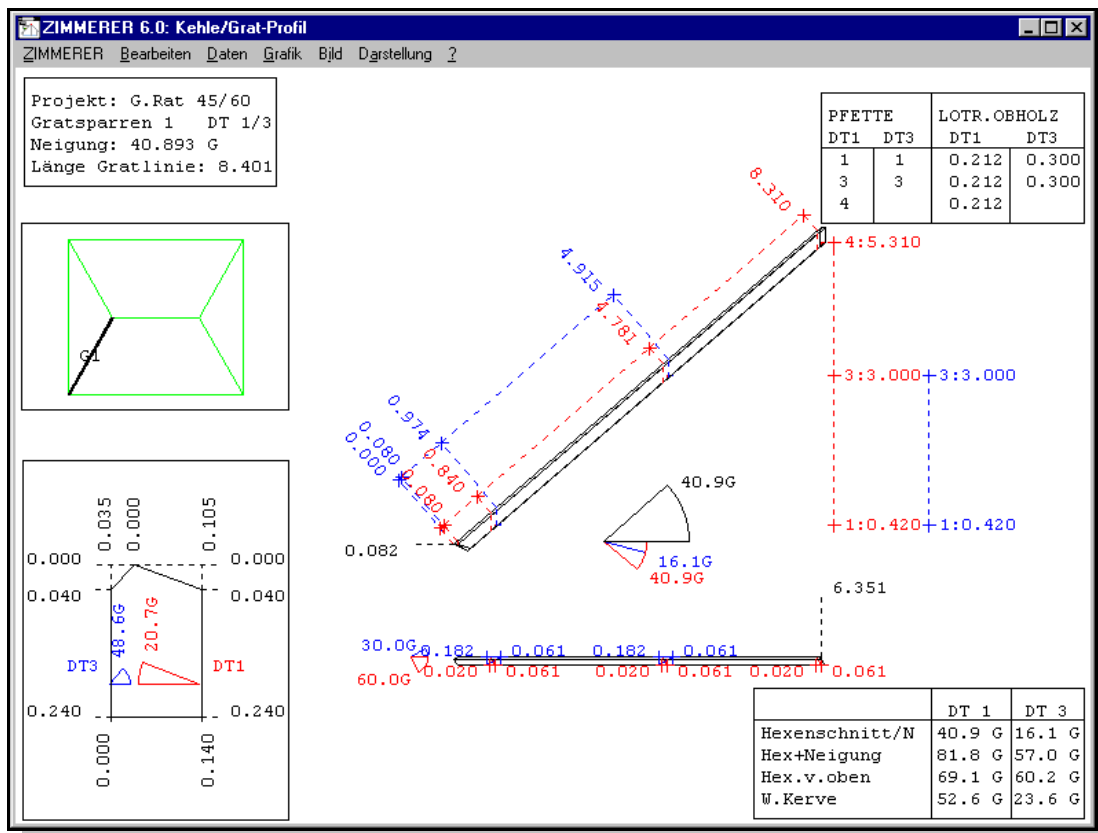 ZIMMERER 6.0: Kehle/Grat-Profil
ZIMMERER Bearbeiten Daten Grafik Bild Darstellung ?
Projekt: G.Rat 45/60
Gratsparren 1 DT 1/3
Neigung: 40.893 G
Länge Gratlinie: 8.401
PFETTE LOTR.OBHOLZ
DT1 DT3 DT1 DT3
1 1 0.212 0.300
3 3 0.212 0.300
4 0.212
G1
8.310
4.915
4.781
0.974
0.080
0.000
0.840
0.080
0.082
4:5.310
3:3.000 3:3.000
1:0.420 1:0.420
40.9G
16.1G
40.9G
6.351
30.0G 0.182 0.061 0.182 0.061
60.0G 0.020 0.061 0.020 0.061 0.020 0.061
0.035 0.000 0.105
0.000 0.000
0.040 0.040
48.6G 20.7G
DT3 DT1
0.240 0.240
0.000 0.140
DT 1 DT 3
Hexenschnitt/N 40.9 G 16.1 G
Hex+Neigung 81.8 G 57.0 G
Hex.v.oben 69.1 G 60.2 G
W.Kerve 52.6 G 23.6 G